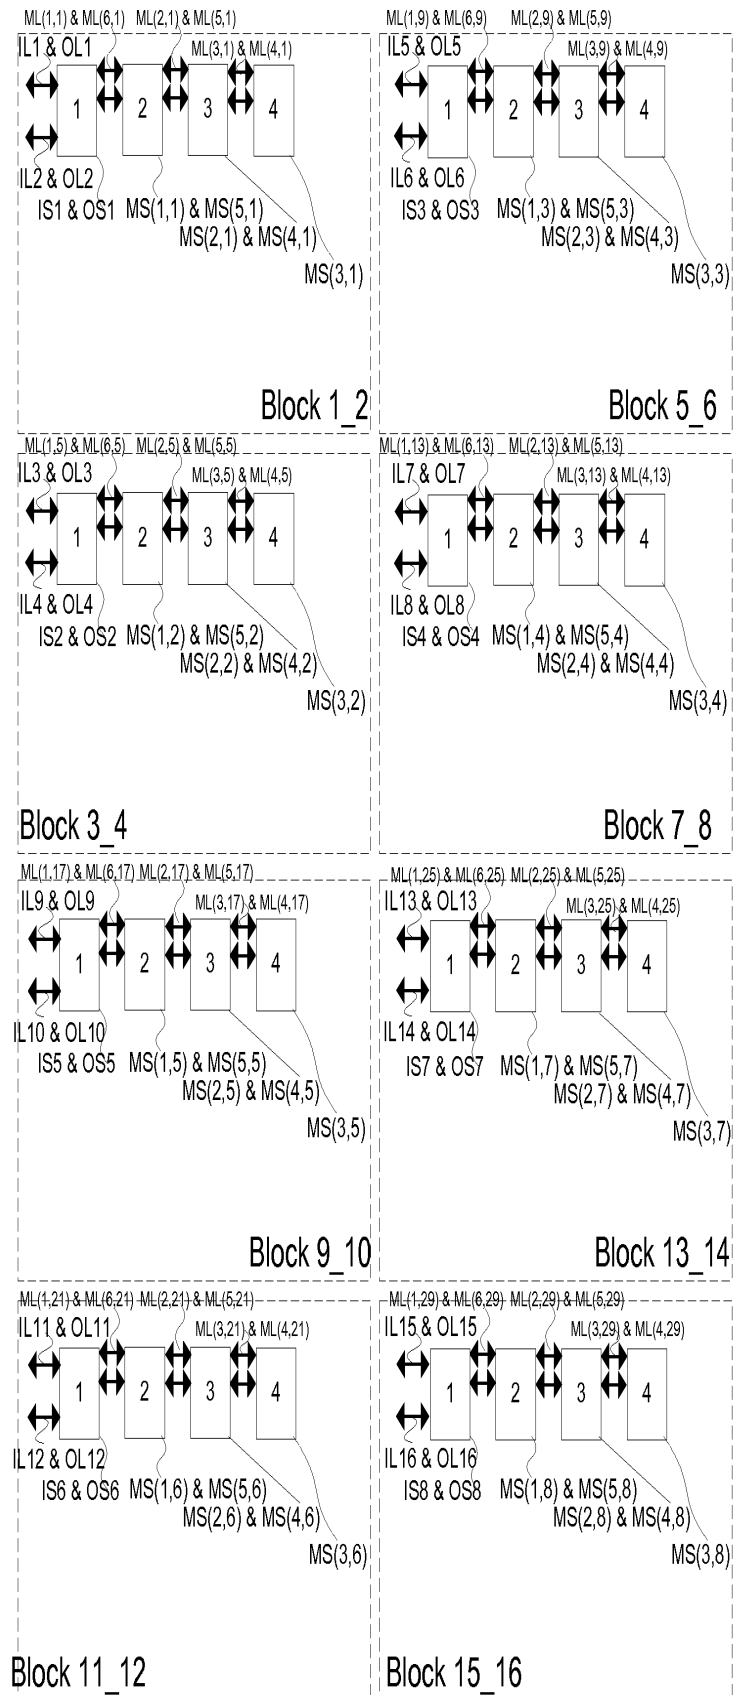 ML(1,1) & ML(6,1) ML(2,1) & ML(5,1)
IL1 & OL1
ML(3,1) & ML(4,1)
1 2 3 4
IL2 & OL2
IS1 & OS1 MS(1,1) & MS(5,1)
MS(2,1) & MS(4,1)
MS(3,1)
Block 1_2
ML(1,9) & ML(6,9) ML(2,9) & ML(5,9)
IL5 & OL5
ML(3,9) & ML(4,9)
1 2 3 4
IL6 & OL6
IS3 & OS3 MS(1,3) & MS(5,3)
MS(2,3) & MS(4,3)
MS(3,3)
Block 5_6
ML(1,5) & ML(6,5) ML(2,5) & ML(5,5)
IL3 & OL3
ML(3,5) & ML(4,5)
1 2 3 4
IL4 & OL4
IS2 & OS2 MS(1,2) & MS(5,2)
MS(2,2) & MS(4,2)
MS(3,2)
Block 3_4
ML(1,13) & ML(6,13) ML(2,13) & ML(5,13)
IL7 & OL7
ML(3,13) & ML(4,13)
1 2 3 4
IL8 & OL8
IS4 & OS4 MS(1,4) & MS(5,4)
MS(2,4) & MS(4,4)
MS(3,4)
Block 7_8
ML(1,17) & ML(6,17) ML(2,17) & ML(5,17)
IL9 & OL9
ML(3,17) & ML(4,17)
1 2 3 4
IL10 & OL10
IS5 & OS5 MS(1,5) & MS(5,5)
MS(2,5) & MS(4,5)
MS(3,5)
Block 9_10
ML(1,25) & ML(6,25) ML(2,25) & ML(5,25)
IL13 & OL13
ML(3,25) & ML(4,25)
1 2 3 4
IL14 & OL14
IS7 & OS7 MS(1,7) & MS(5,7)
MS(2,7) & MS(4,7)
MS(3,7)
Block 13_14
ML(1,21) & ML(6,21) ML(2,21) & ML(5,21)
IL11 & OL11
ML(3,21) & ML(4,21)
1 2 3 4
IL12 & OL12
IS6 & OS6 MS(1,6) & MS(5,6)
MS(2,6) & MS(4,6)
MS(3,6)
Block 11_12
ML(1,29) & ML(6,29) ML(2,29) & ML(5,29)
IL15 & OL15
ML(3,29) & ML(4,29)
1 2 3 4
IL16 & OL16
IS8 & OS8 MS(1,8) & MS(5,8)
MS(2,8) & MS(4,8)
MS(3,8)
Block 15_16